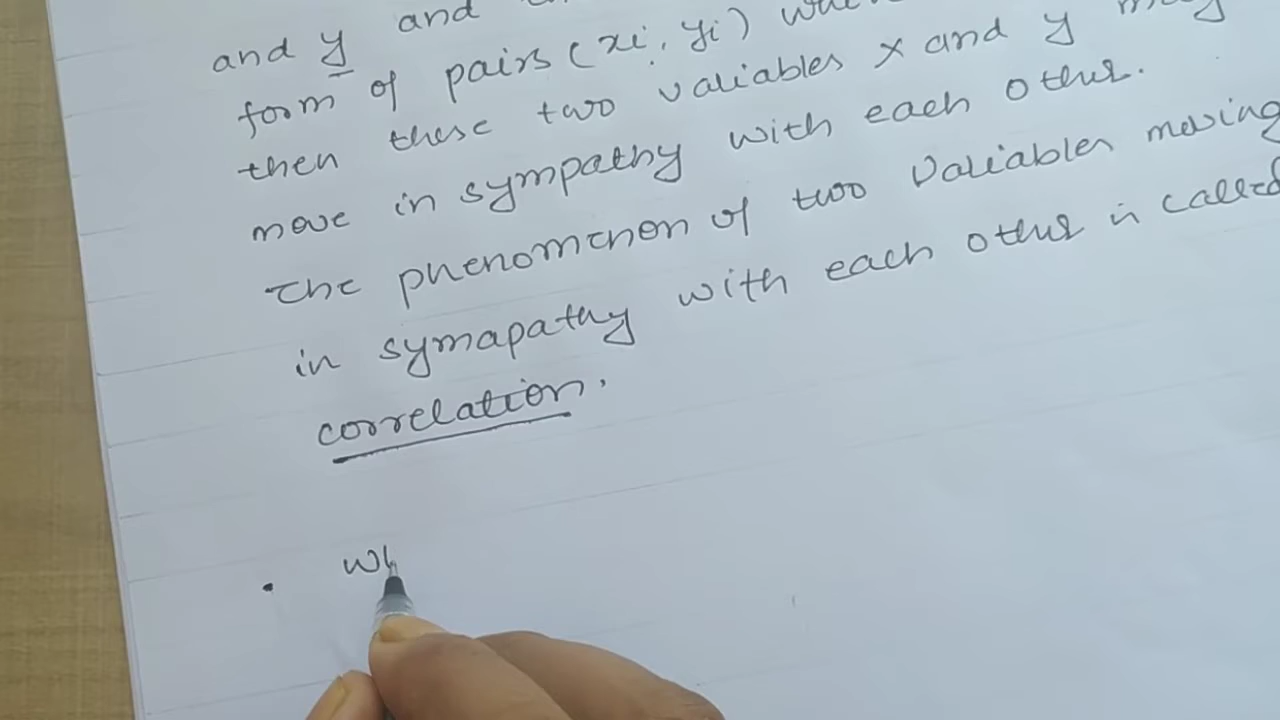 and y and
form of pairs (xi, yi)
then these two variables x and y
move in sympathy with each other.
The phenomenon of two variables moving
in symapathy with each other is called
correlation.
. wh